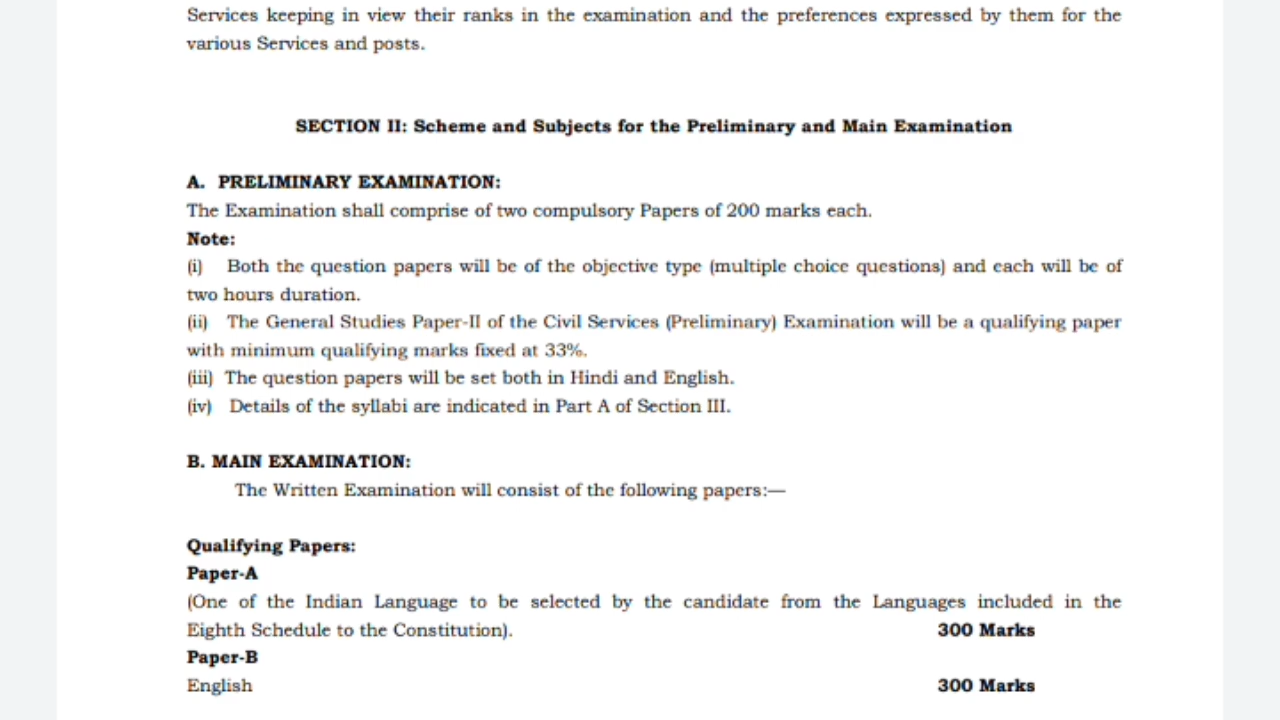 Services keeping in view their ranks in the examination and the preferences expressed by them for the
various Services and posts.
SECTION II: Scheme and Subjects for the Preliminary and Main Examination
A. PRELIMINARY EXAMINATION:
The Examination shall comprise of two compulsory Papers of 200 marks each.
Note:
(i) Both the question papers will be of the objective type (multiple choice questions) and each will be of
two hours duration.
(ii) The General Studies Paper-II of the Civil Services (Preliminary) Examination will be a qualifying paper
with minimum qualifying marks fixed at 33%.
(iii) The question papers will be set both in Hindi and English.
(iv) Details of the syllabi are indicated in Part A of Section III.
B. MAIN EXAMINATION:
The Written Examination will consist of the following papers:—
Qualifying Papers:
Paper-A
(One of the Indian Language to be selected by the candidate from the Languages included in the
Eighth Schedule to the Constitution). 300 Marks
Paper-B
English 300 Marks